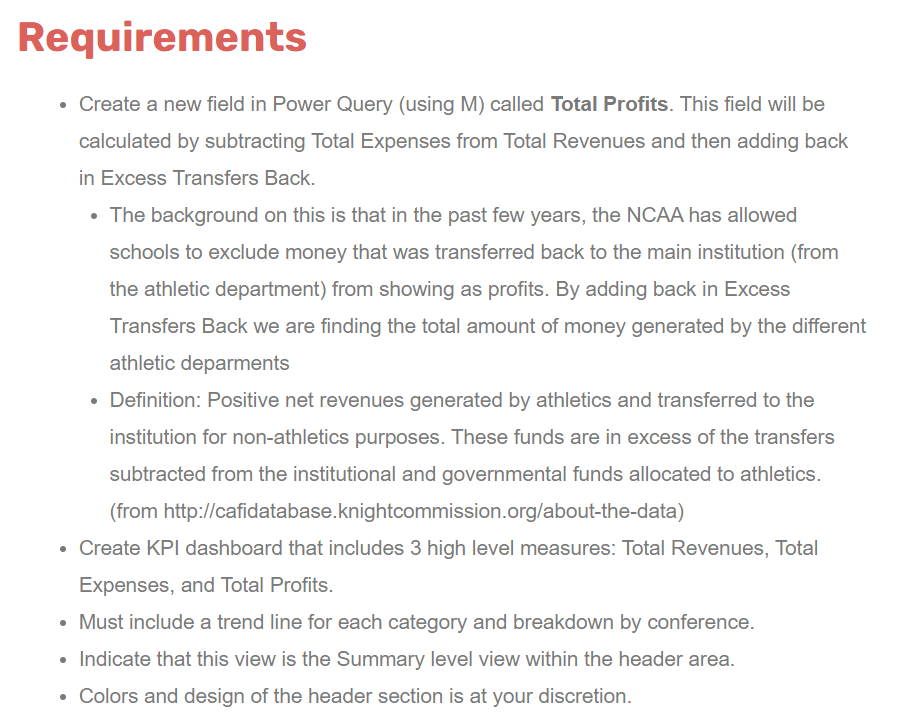 Requirements
Create a new field in Power Query (using M) called Total Profits. This field will be
calculated by subtracting Total Expenses from Total Revenues and then adding back
in Excess Transfers Back.
The background on this is that in the past few years, the NCAA has allowed
schools to exclude money that was transferred back to the main institution (from
the athletic department) from showing as profits. By adding back in Excess
Transfers Back we are finding the total amount of money generated by the different
athletic deparments
Definition: Positive net revenues generated by athletics and transferred to the
institution for non-athletics purposes. These funds are in excess of the transfers
subtracted from the institutional and governmental funds allocated to athletics.
(from http://cafidatabase.knightcommission.org/about-the-data)
Create KPI dashboard that includes 3 high level measures: Total Revenues, Total
Expenses, and Total Profits.
Must include a trend line for each category and breakdown by conference.
Indicate that this view is the Summary level view within the header area.
Colors and design of the header section is at your discretion.